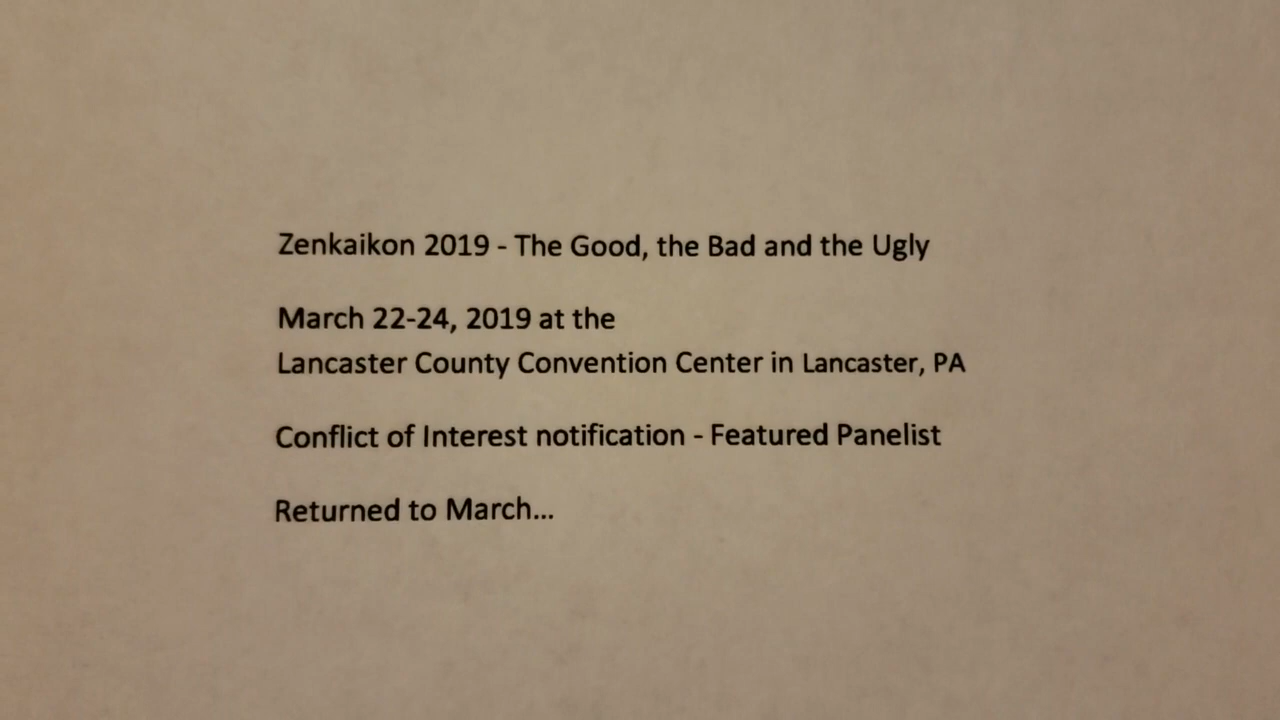 Zenkaikon 2019 - The Good, the Bad and the Ugly
March 22-24, 2019 at the
Lancaster County Convention Center in Lancaster, PA
Conflict of Interest notification - Featured Panelist
Returned to March...